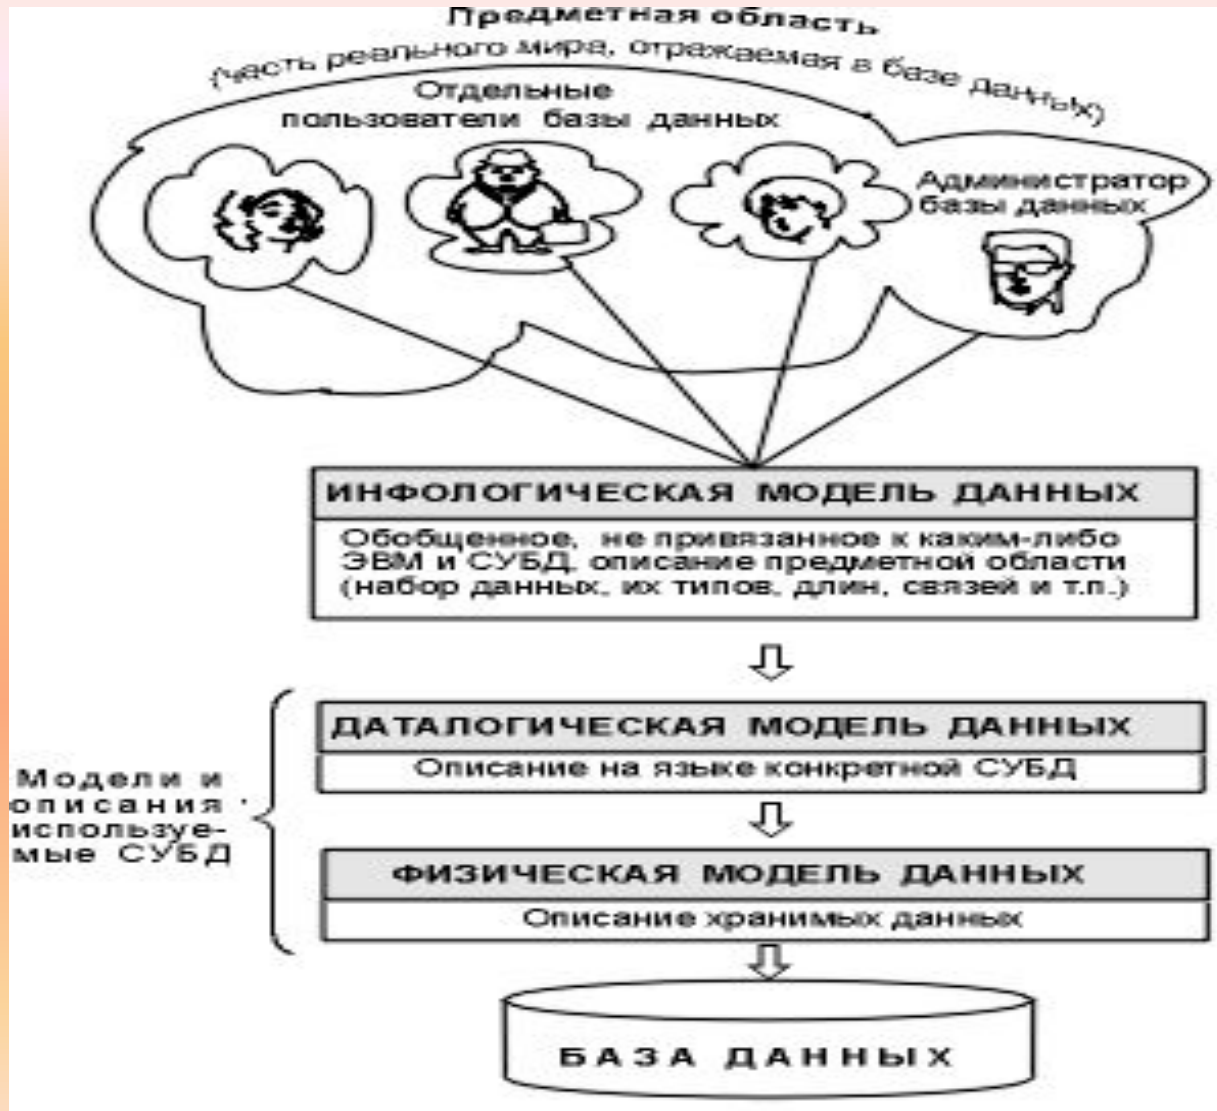 Предметная область
(часть реального мира, отражаемая в базе данных)
Отдельные
пользователи базы данных
Администратор
базы данных
ИНФОЛОГИЧЕСКАЯ МОДЕЛЬ ДАННЫХ
Обобщенное, не привязанное к каким-либо
ЭВМ и СУБД, описание предметной области
(набор данных, их типов, длин, связей и т.п.)
ДАТАЛОГИЧЕСКАЯ МОДЕЛЬ ДАННЫХ
Описание на языке конкретной СУБД
Модели и
описания
используе-
мые СУБД
ФИЗИЧЕСКАЯ МОДЕЛЬ ДАННЫХ
Описание хранимых данных
БАЗА ДАННЫХ